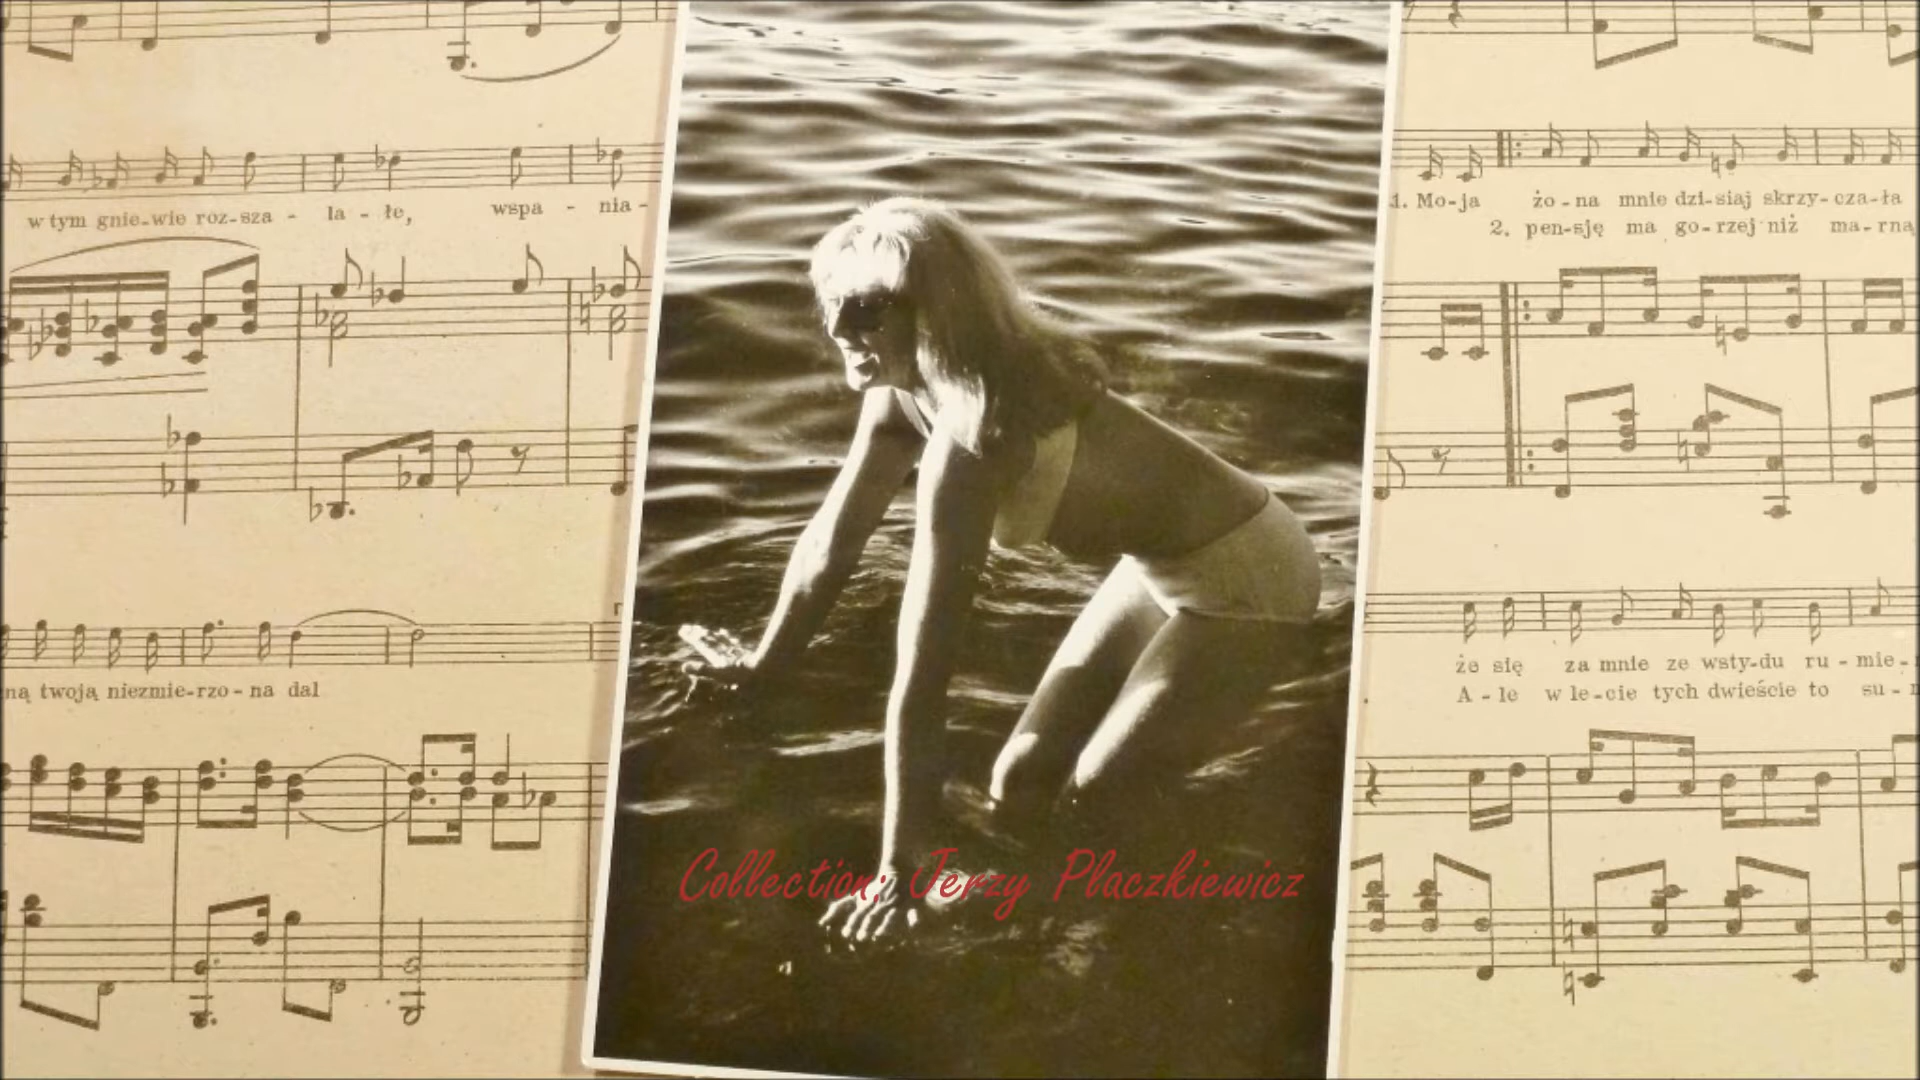 w tym gnie-wie roz-sza - la - łe, wspa - nia-
1. Mo-ja żo-na mnie dzi-siaj skrzy-cza-ła
2. pen-sję ma go-rzej niż ma-rną
ną twoją niezmie-rzo-na dal
że się za mnie ze wsty-du ru-mie-
A-le w le-cie tych dwieście to su-
Collection; Jerzy Placzkiewicz